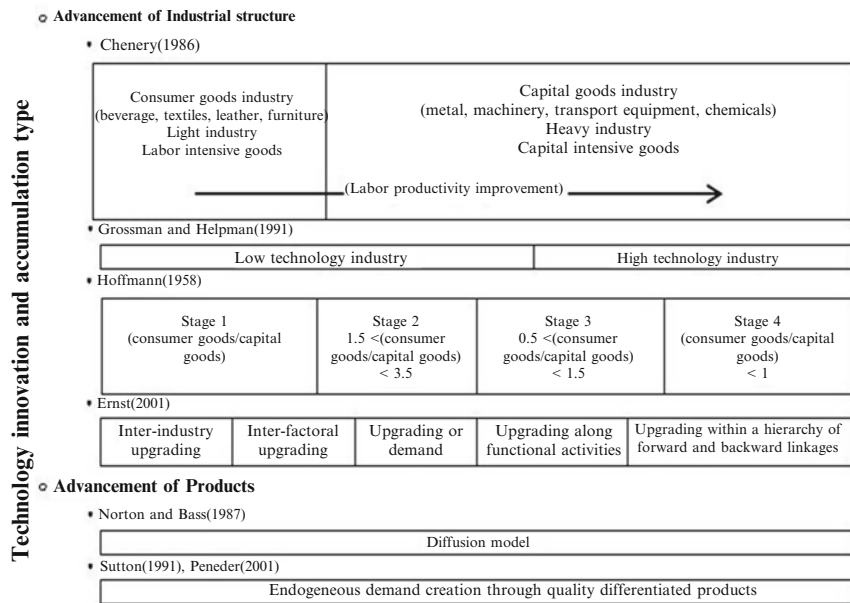 Technology innovation and accumulation type
Advancement of Industrial structure
Chenery(1986)
Consumer goods industry
(beverage, textiles, leather, furniture)
Light industry
Labor intensive goods
Capital goods industry
(metal, machinery, transport equipment, chemicals)
Heavy industry
Capital intensive goods
(Labor productivity improvement)
Grossman and Helpman(1991)
Low technology industry
High technology industry
Hoffmann(1958)
Stage 1
(consumer goods/capital
goods)
Stage 2
1.5 <(consumer
goods/capital goods)
< 3.5
Stage 3
0.5 <(consumer
goods/capital goods)
< 1.5
Stage 4
(consumer goods/capital
goods)
< 1
Ernst(2001)
Inter-industry
upgrading
Inter-factoral
upgrading
Upgrading or
demand
Upgrading along
functional activities
Upgrading within a hierarchy of
forward and backward linkages
Advancement of Products
Norton and Bass(1987)
Diffusion model
Sutton(1991), Peneder(2001)
Endogeneous demand creation through quality differentiated products